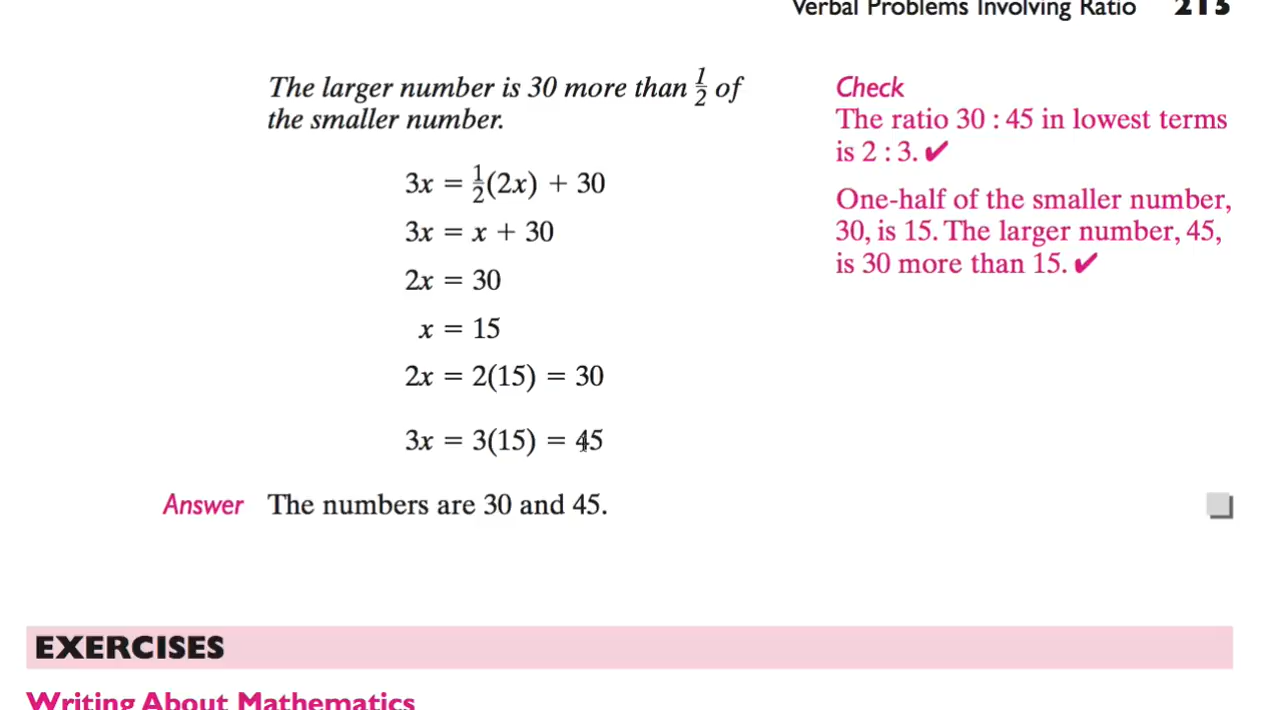 Verbal Problems Involving Ratio 215
The larger number is 30 more than 1/2 of
the smaller number.
3x = 1/2(2x) + 30
3x = x + 30
2x = 30
x = 15
2x = 2(15) = 30
3x = 3(15) = 45
Answer The numbers are 30 and 45.
Check
The ratio 30 : 45 in lowest terms
is 2 : 3. ✔
One-half of the smaller number,
30, is 15. The larger number, 45,
is 30 more than 15. ✔
EXERCISES
Writing About Mathematics